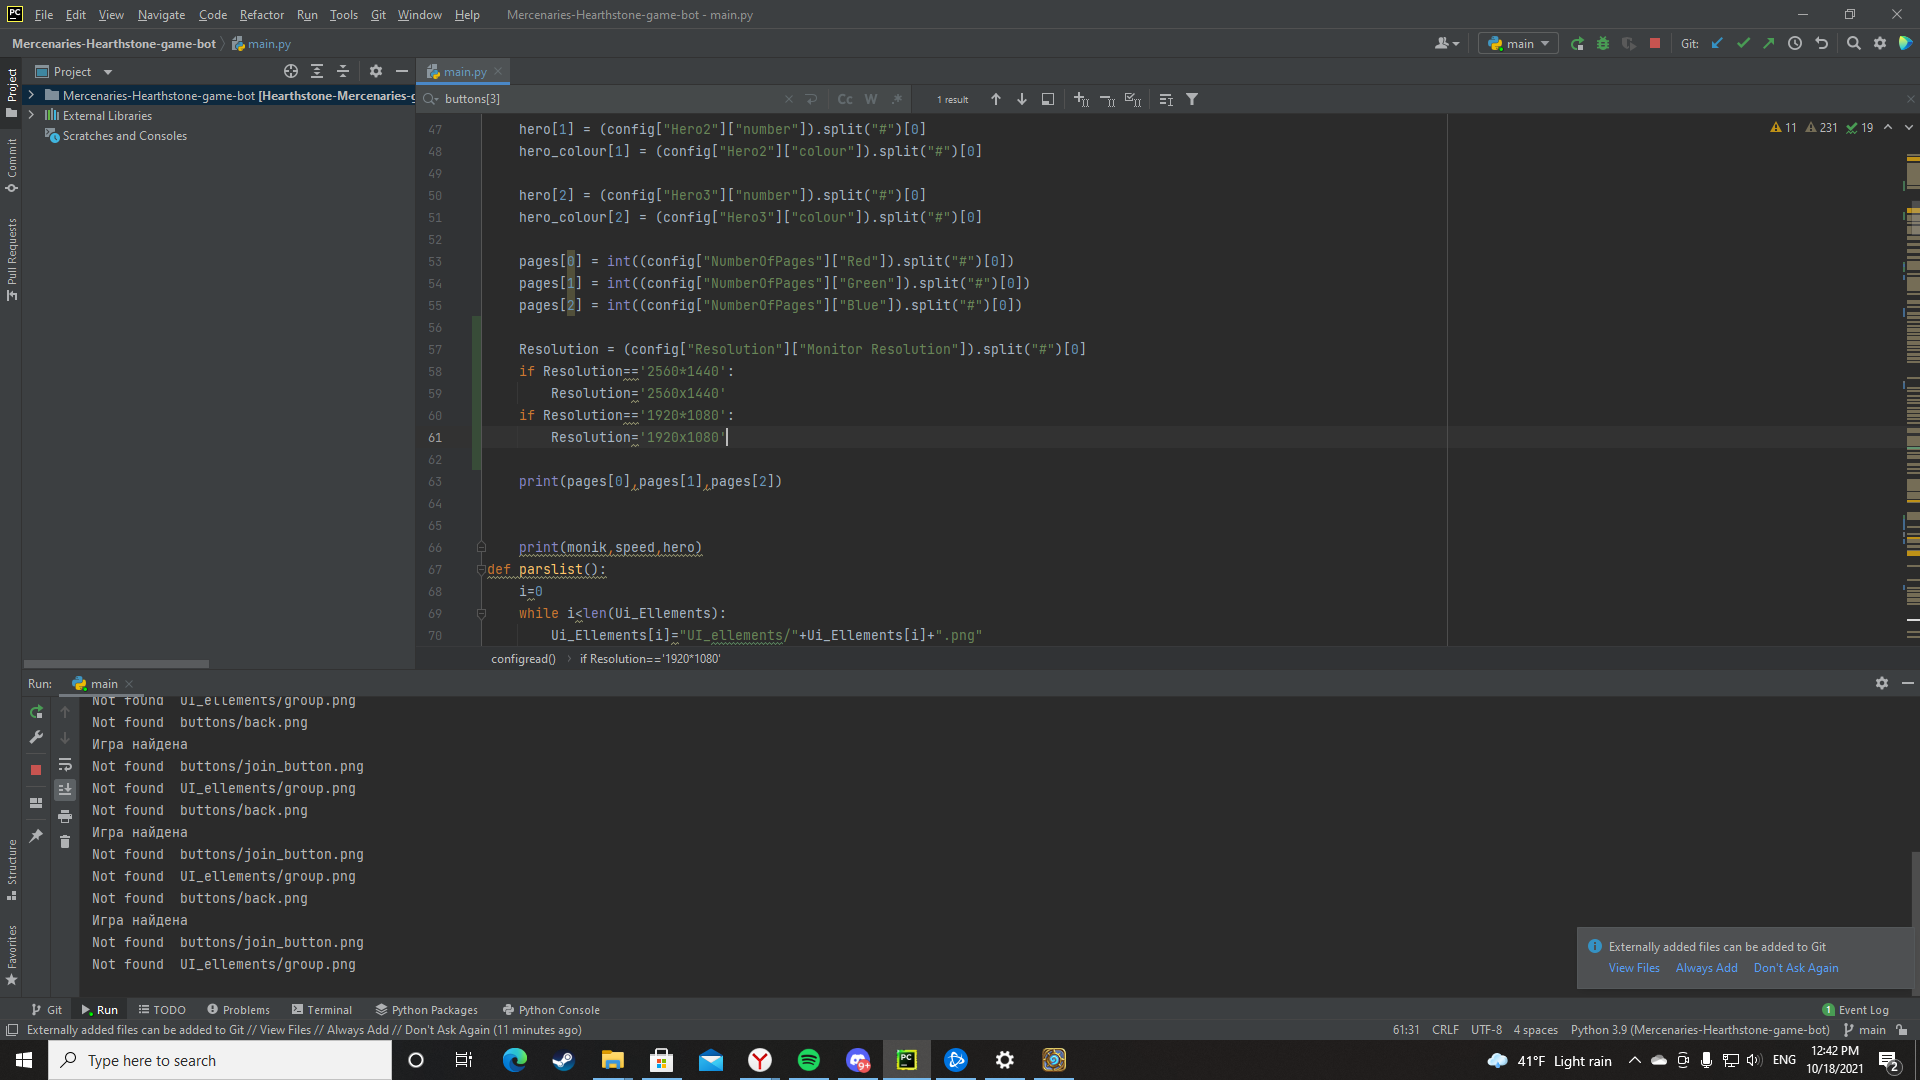 File Edit View Navigate Code Refactor Run Tools Git Window Help Mercenaries-Hearthstone-game-bot - main.py
Mercenaries-Hearthstone-game-bot main.py main Git:
Project main.py
Mercenaries-Hearthstone-game-bot [Hearthstone-Mercenaries-g
External Libraries
Scratches and Consoles
Project
Commit
Pull Requests
Structure
Favorites
buttons[3] Cc W .* 1 result
11 231 19
47 hero[1] = (config["Hero2"]["number"]).split("#")[0]
48 hero_colour[1] = (config["Hero2"]["colour"]).split("#")[0]
49
50 hero[2] = (config["Hero3"]["number"]).split("#")[0]
51 hero_colour[2] = (config["Hero3"]["colour"]).split("#")[0]
52
53 pages[0] = int((config["NumberOfPages"]["Red"]).split("#")[0])
54 pages[1] = int((config["NumberOfPages"]["Green"]).split("#")[0])
55 pages[2] = int((config["NumberOfPages"]["Blue"]).split("#")[0])
56
57 Resolution = (config["Resolution"]["Monitor Resolution"]).split("#")[0]
58 if Resolution=='2560*1440':
59 Resolution='2560x1440'
60 if Resolution=='1920*1080':
61 Resolution='1920x1080'
62
63 print(pages[0],pages[1],pages[2])
64
65
66 print(monik,speed,hero)
67 def parslist():
68 i=0
69 while i<len(Ui_Ellements):
70 Ui_Ellements[i]="UI_ellements/"+Ui_Ellements[i]+".png"
configread() if Resolution=='1920*1080'
Run: main
Not found UI_ellements/group.png
Not found buttons/back.png
Игра найдена
Not found buttons/join_button.png
Not found UI_ellements/group.png
Not found buttons/back.png
Игра найдена
Not found buttons/join_button.png
Not found UI_ellements/group.png
Not found buttons/back.png
Игра найдена
Not found buttons/join_button.png
Not found UI_ellements/group.png
Externally added files can be added to Git
View Files Always Add Don't Ask Again
Git Run TODO Problems Terminal Python Packages Python Console 1 Event Log
Externally added files can be added to Git // View Files // Always Add // Don't Ask Again (11 minutes ago) 61:31 CRLF UTF-8 4 spaces Python 3.9 (Mercenaries-Hearthstone-game-bot) main
Type here to search 41°F Light rain ENG 12:42 PM
10/18/2021
2